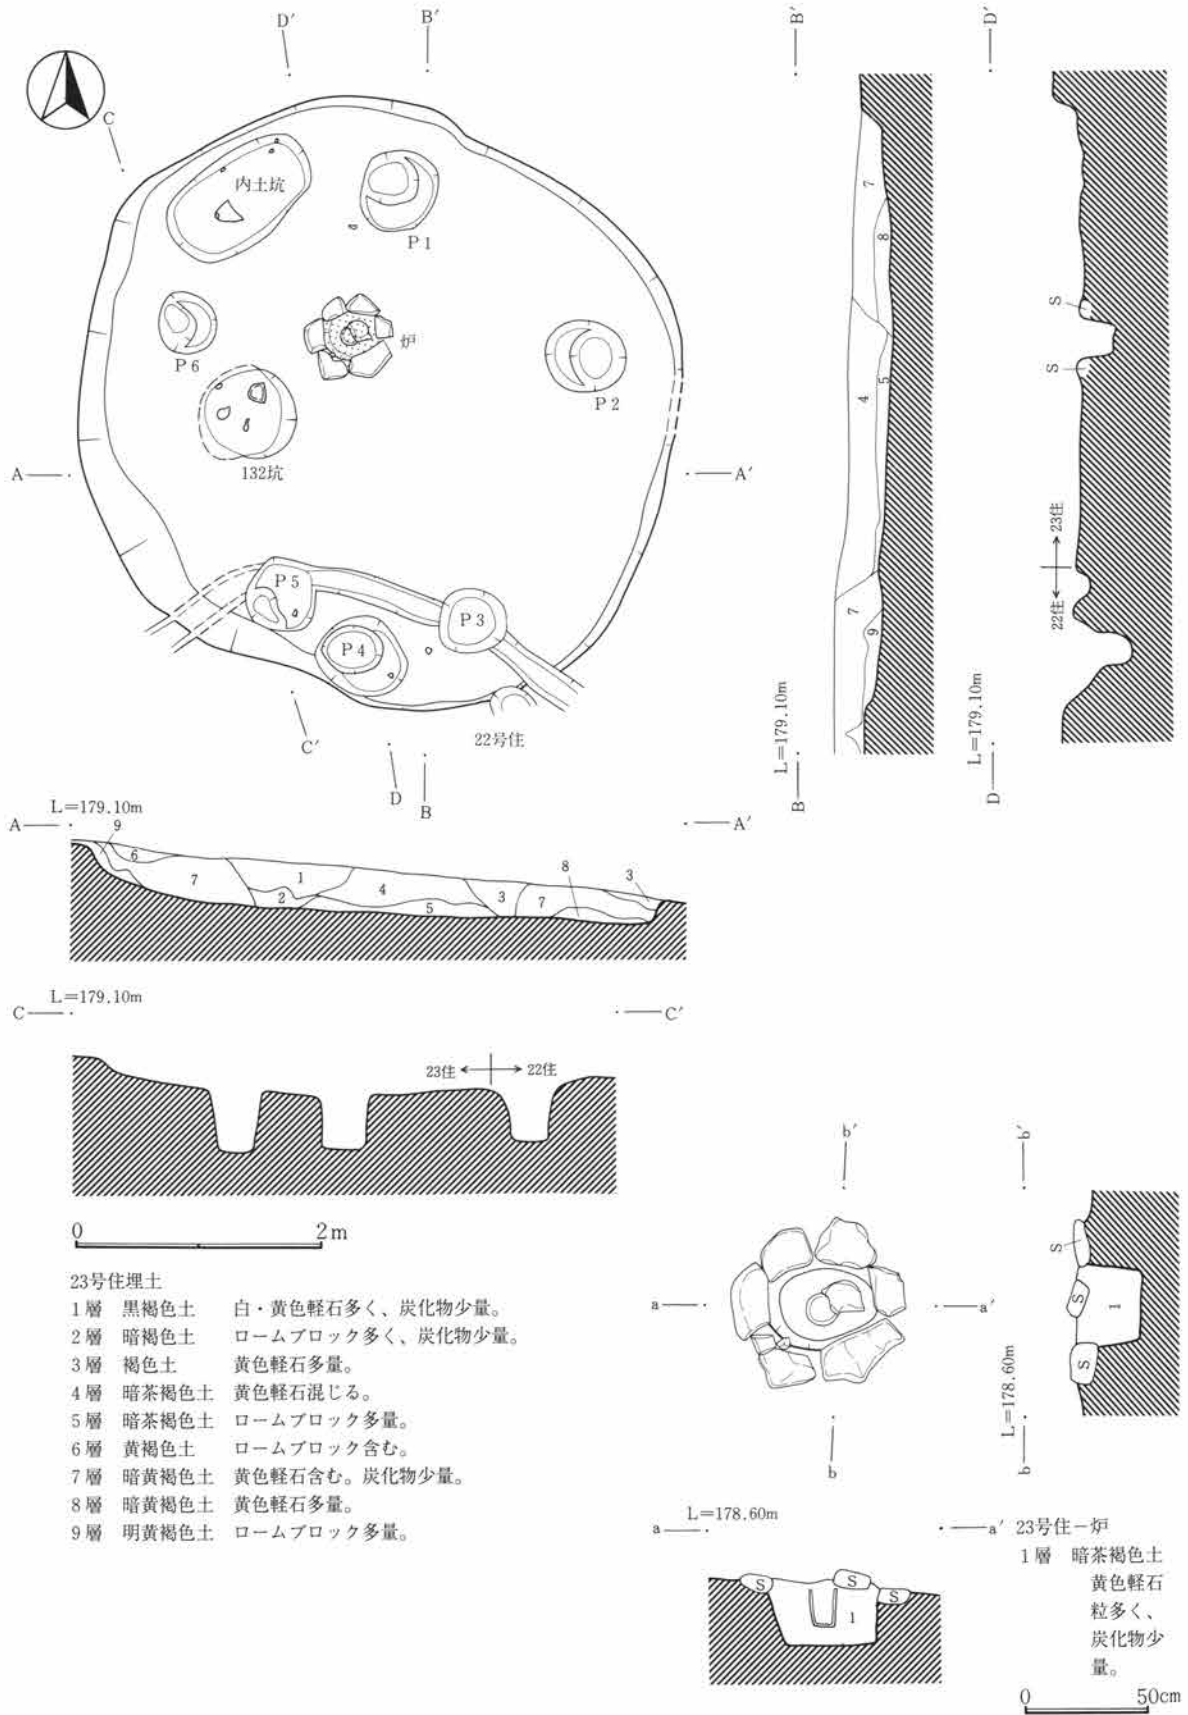 D′
B′
B′
D′
C
内土坑
P1
P6
炉
P2
132坑
A
A′
P5
P4
P3
22号住
C′
D
B
7
8
4
5
7
9
L=179.10m
B
S
S
23住
22住
L=179.10m
D
L=179.10m
A
A′
9
6
7
1
2
4
5
3
7
8
3
L=179.10m
C
C′
23住
22住
0
2m
23号住埋土
1層 黒褐色土 白・黄色軽石多く、炭化物少量。
2層 暗褐色土 ロームブロック多く、炭化物少量。
3層 褐色土 黄色軽石多量。
4層 暗茶褐色土 黄色軽石混じる。
5層 暗茶褐色土 ロームブロック多量。
6層 黄褐色土 ロームブロック含む。
7層 暗黄褐色土 黄色軽石含む。炭化物少量。
8層 暗黄褐色土 黄色軽石多量。
9層 明黄褐色土 ロームブロック多量。
b′
b′
a
a′
b
S
S
S
1
L=178.60m
b
L=178.60m
a
a′
S
S
S
1
23号住－炉
1層 暗茶褐色土
黄色軽石
粒多く、
炭化物少
量。
0
50cm